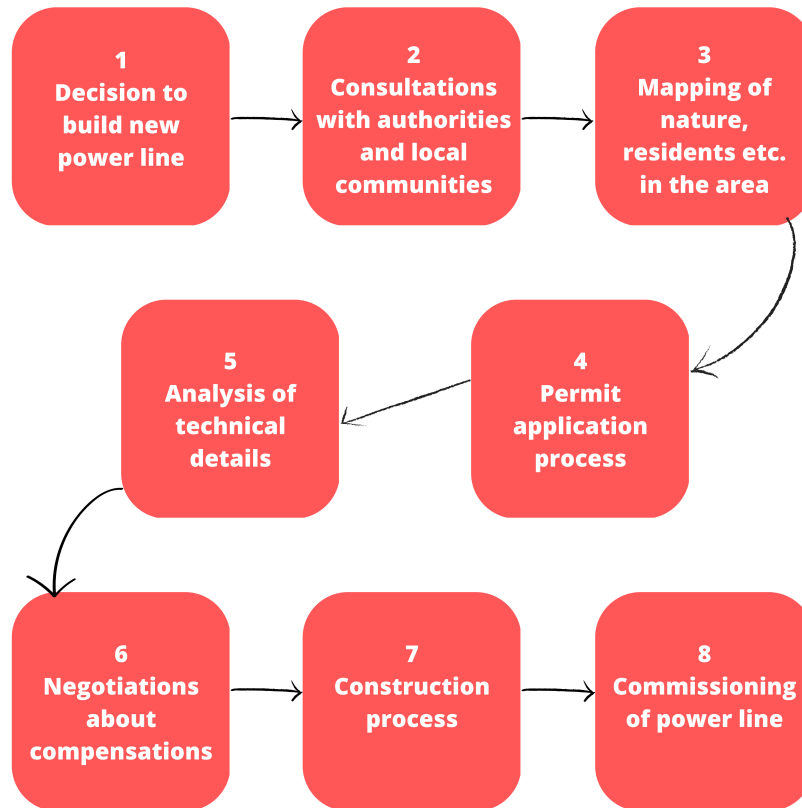 1
Decision to
build new
power line
2
Consultations
with authorities
and local
communities
3
Mapping of
nature,
residents etc.
in the area
4
Permit
application
process
5
Analysis of
technical
details
6
Negotiations
about
compensations
7
Construction
process
8
Commissioning
of power line